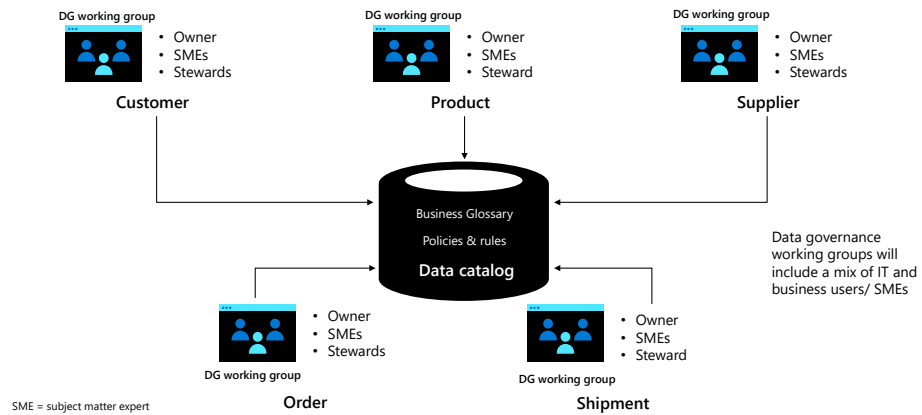 DG working group
• Owner
• SMEs
• Stewards
Customer
DG working group
• Owner
• SMEs
• Steward
Product
DG working group
• Owner
• SMEs
• Stewards
Supplier
Business Glossary
Policies & rules
Data catalog
Data governance
working groups will
include a mix of IT and
business users/ SMEs
• Owner
• SMEs
• Stewards
DG working group
Order
• Owner
• SMEs
• Steward
DG working group
Shipment
SME = subject matter expert